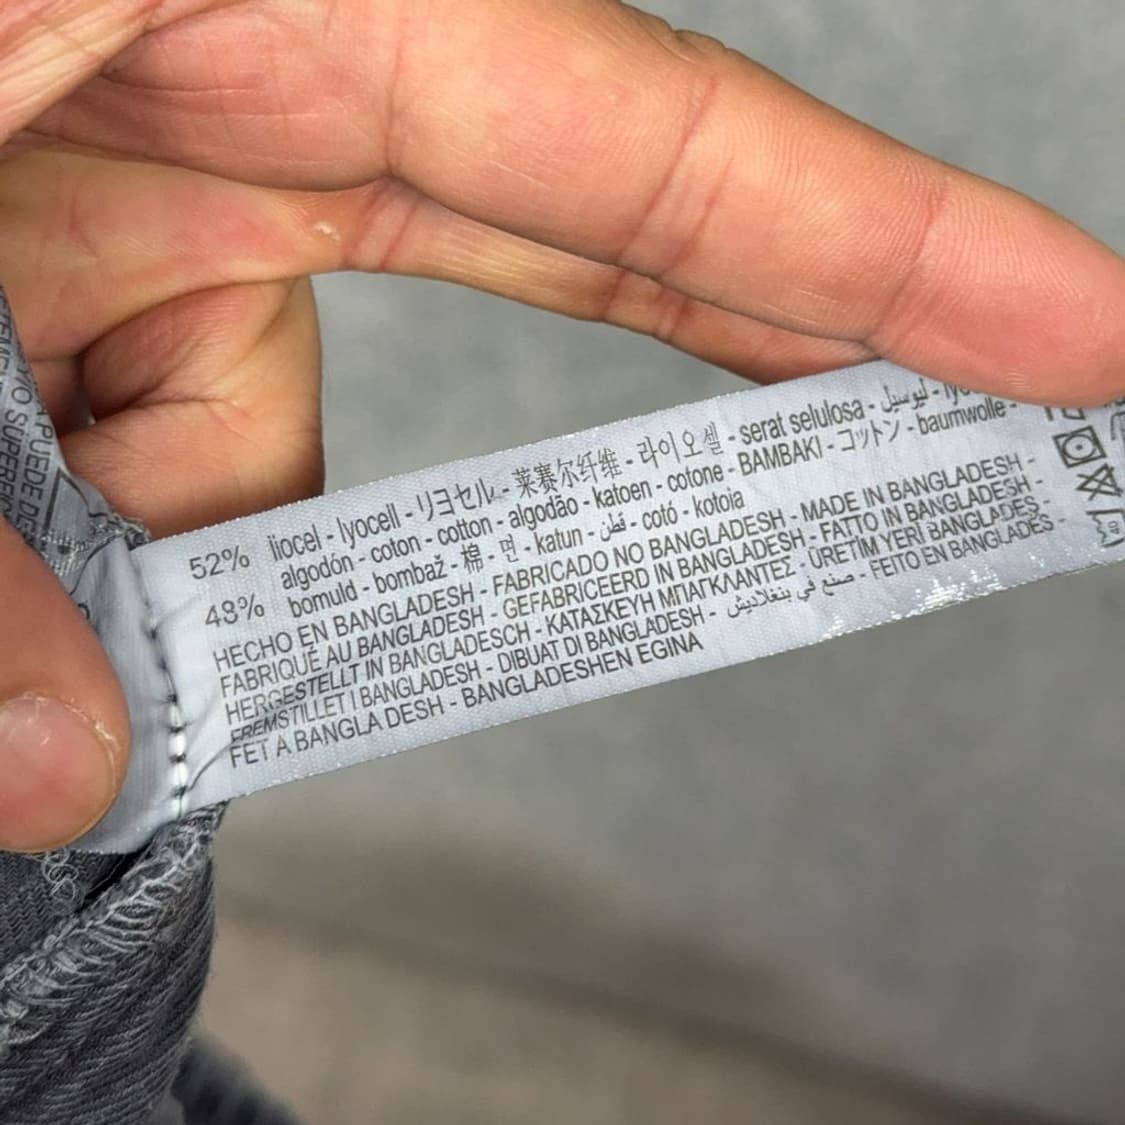 52% liocel - lyocell - リヨセル - 莱赛尔纤维 - 라이오셀 - serat selulosa - ليوسيل -
48% algodón - coton - cotton - algodão - katoen - cotone - BAMBAKI - コットン - baumwolle -
bomuld - bombaž - 棉 - 면 - katun - قطن - cotó - kotoia
HECHO EN BANGLADESH - FABRICADO NO BANGLADESH - MADE IN BANGLADESH -
FABRIQUÉ AU BANGLADESH - GEFABRICEERD IN BANGLADESH - FATTO IN BANGLADESH -
HERGESTELLT IN BANGLADESCH - ΚΑΤΑΣΚΕΥΗ ΜΠΑΓΚΛΑΝΤΕΣ - ÜRETİM YERİ BANGLADEŞ -
FREMSTILLET I BANGLADESH - DIBUAT DI BANGLADESH - صنع في بنغلاديش - FEITO EN BANGLADÉS -
FET A BANGLA DESH - BANGLADESHEN EGINA